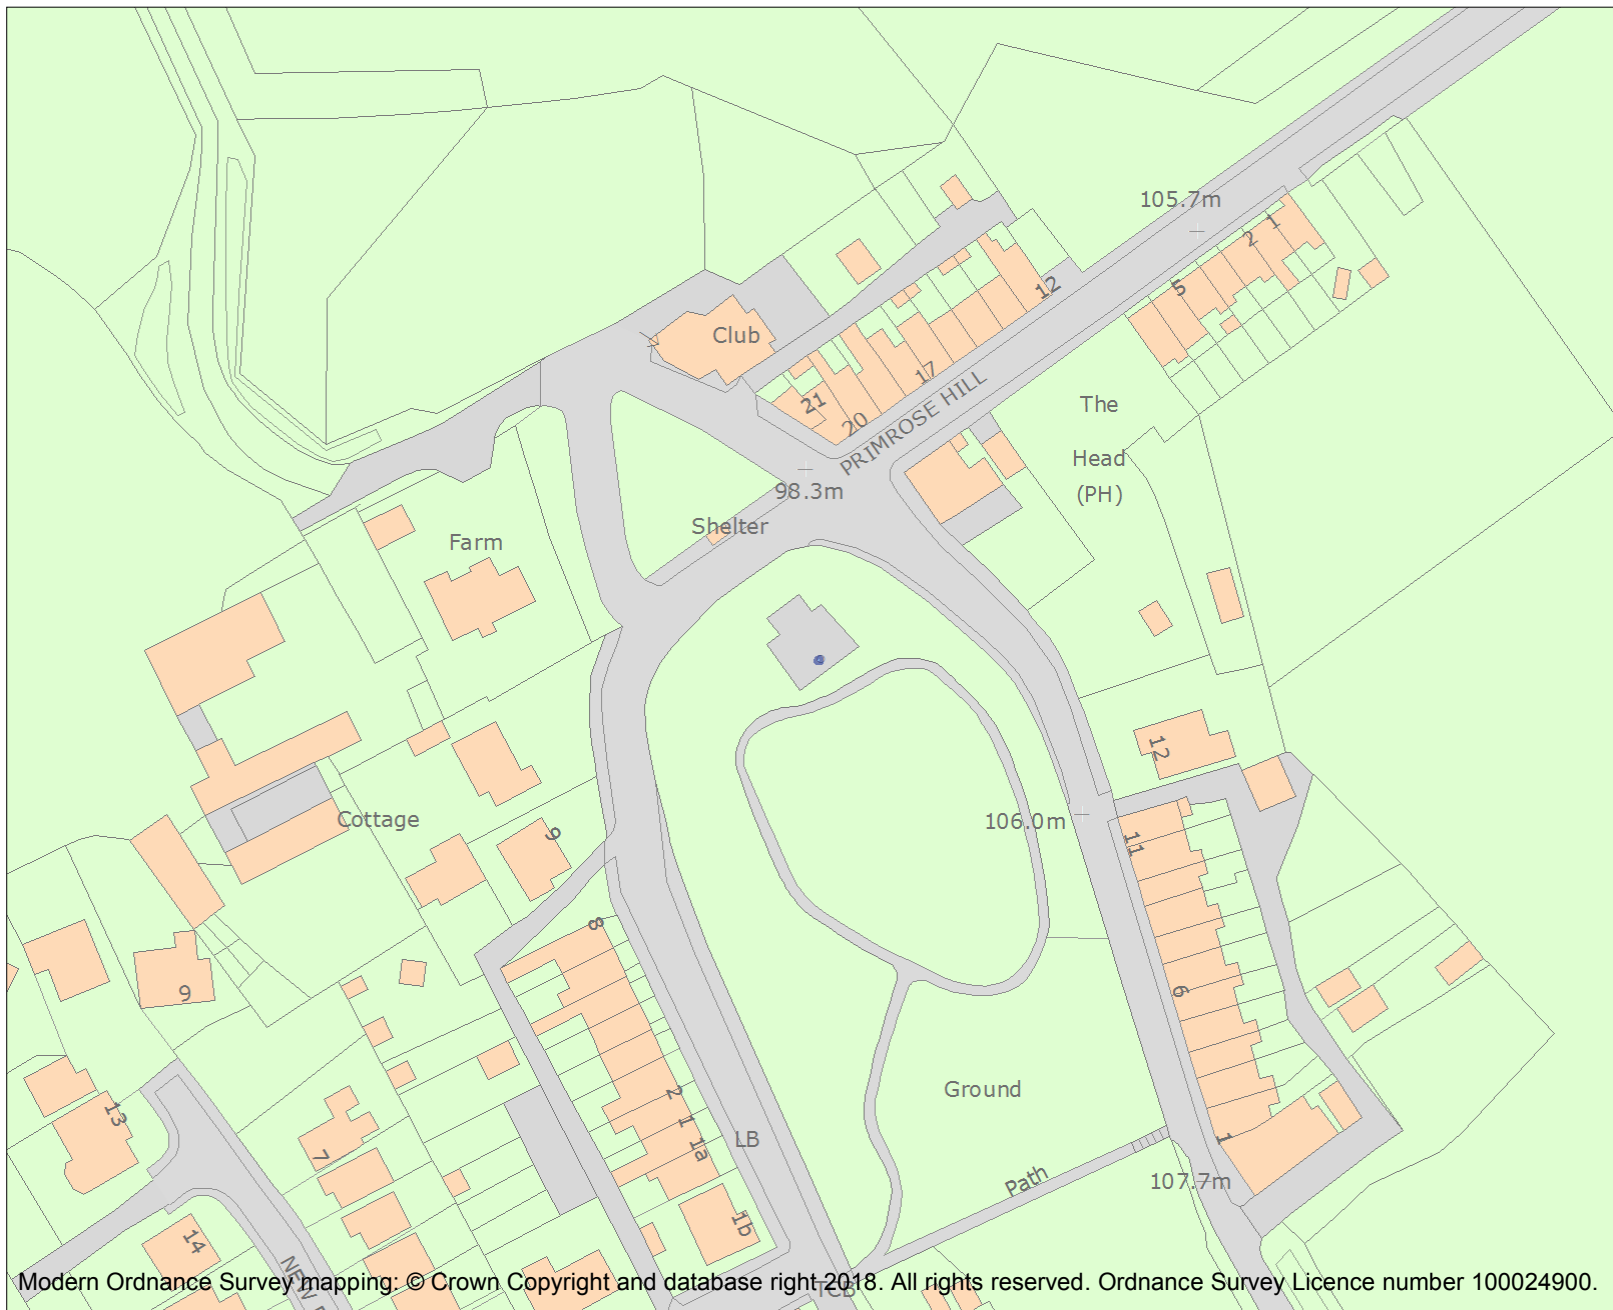 105.7m
1
2
5
12
Club
17
21
20
PRIMROSE HILL
The
Head
(PH)
98.3m
Shelter
Farm
12
Cottage
9
106.0m
11
8
9
6
Ground
2
1
1a
LB
13
7
1
Path
107.7m
1b
14
NEW
TCB
Modern Ordnance Survey mapping: © Crown Copyright and database right 2018. All rights reserved. Ordnance Survey Licence number 100024900.